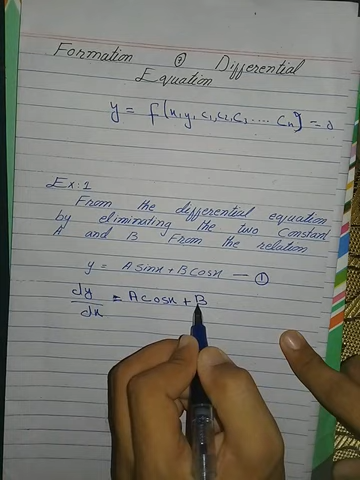 Formation of Differential
Equation
y = f(x,y,c₁,c₂,c₃ .... cₙ) = 0
Ex:1
From the differential equation
by eliminating the two Constant
A and B From the relation
y = A sinx + B cosx — ①
dy/dx = A cosx + B